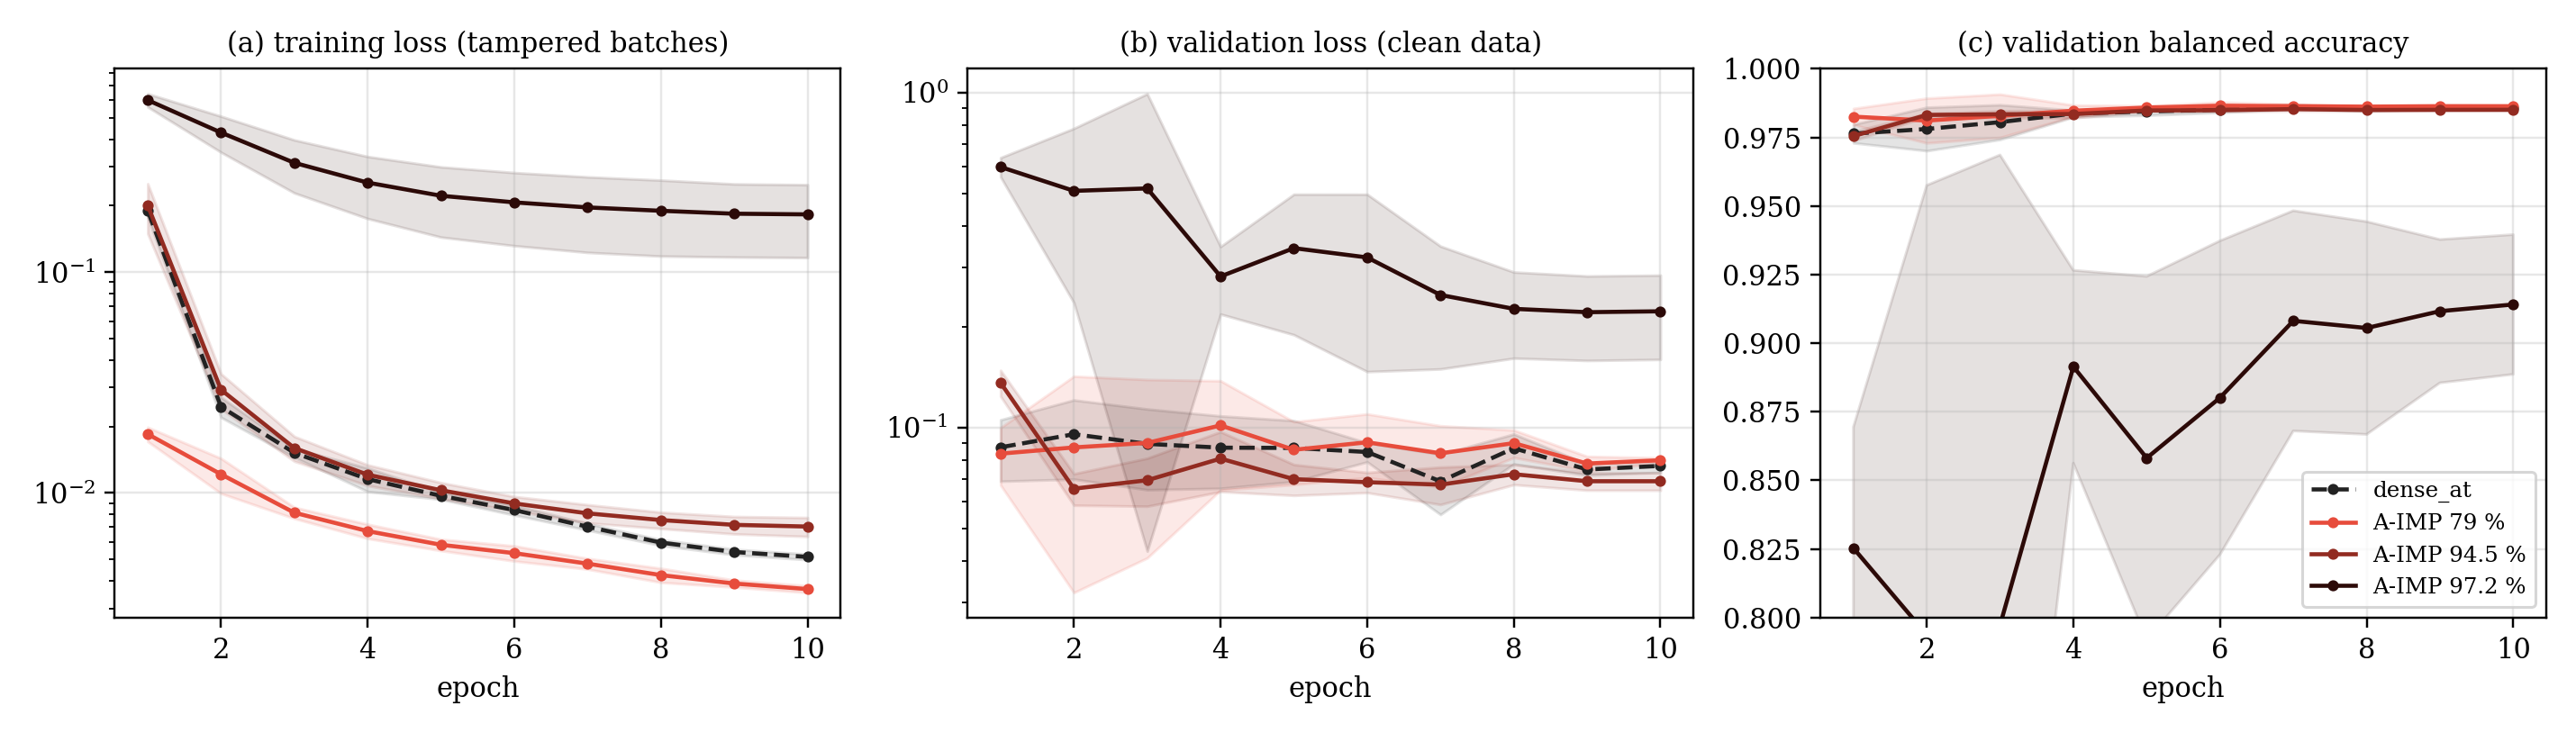 (a) training loss (tampered batches)
10⁻¹
10⁻²
2 4 6 8 10
epoch
(b) validation loss (clean data)
10⁰
10⁻¹
2 4 6 8 10
epoch
(c) validation balanced accuracy
1.000
0.975
0.950
0.925
0.900
0.875
0.850
0.825
0.800
2 4 6 8 10
epoch
dense_at
A-IMP 79 %
A-IMP 94.5 %
A-IMP 97.2 %